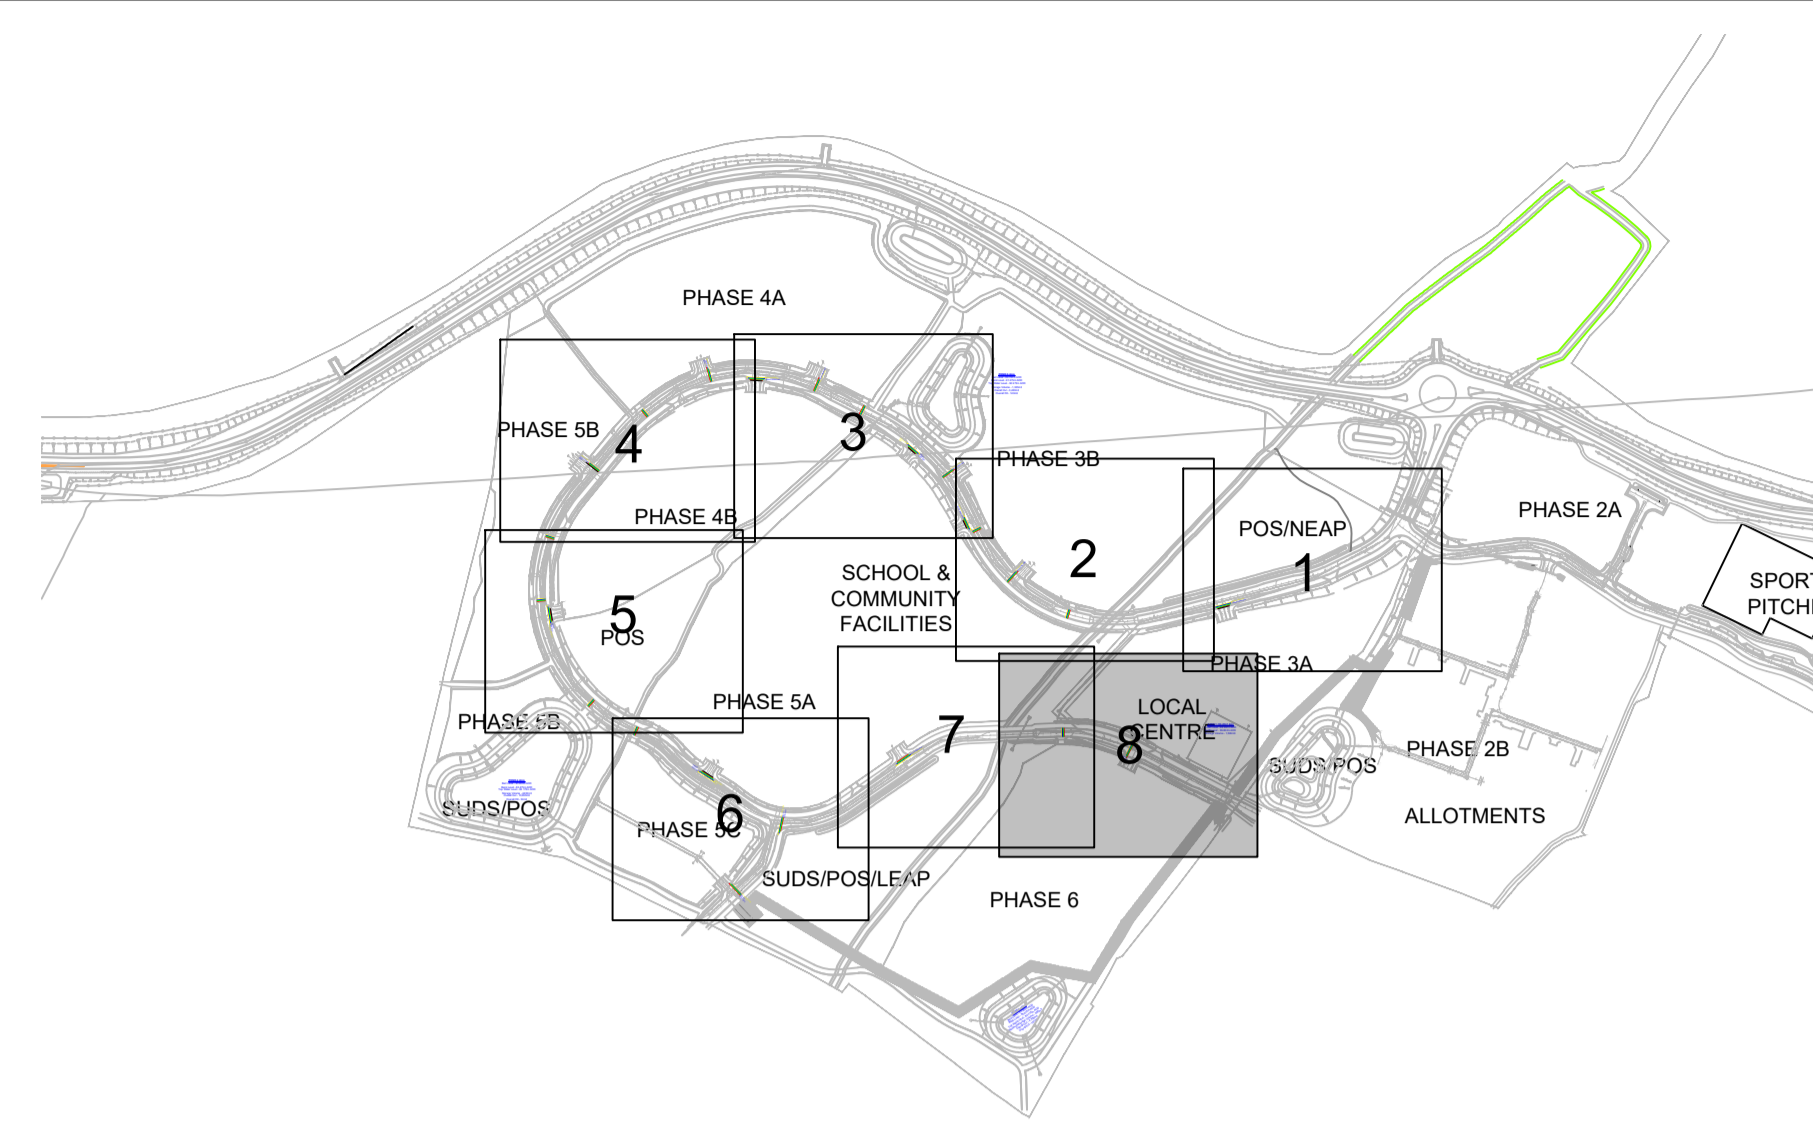 PHASE 4A
PHASE 5B
4
3
PHASE 3B
PHASE 4B
2
POS/NEAP
1
PHASE 2A
SCHOOL &
COMMUNITY
FACILITIES
5
POS
PHASE 3A
PHASE 5A
PHASE 5B
7
LOCAL
CENTRE
8
PHASE 2B
SUDS/POS
SUDS/POS
6
PHASE 5C
ALLOTMENTS
SUDS/POS/LEAP
PHASE 6